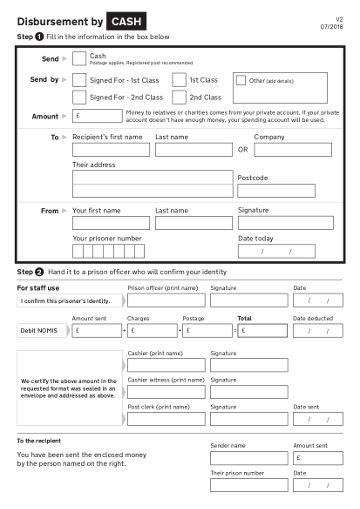 Disbursement by CASH
V2
07/2018
Step 1 Fill in the information in the box below
Send
Cash
Postage applies. Registered post recommended
Send by
Signed For - 1st Class
1st Class
Other (add details)
Signed For - 2nd Class
2nd Class
Amount
£
Money to relatives or charities comes from your private account. If your private
account doesn't have enough money, your spending account will be used.
To
Recipient's first name
Last name
Company
OR
Their address
Postcode
From
Your first name
Last name
Signature
Your prisoner number
Date today
/ /
Step 2 Hand it to a prison officer who will confirm your identity
For staff use
Prison officer (print name)
Signature
Date
I confirm this prisoner's identity.
/ /
Amount sent
Charges
Postage
Total
Date deducted
Debit NOMIS
£ + £ + £ = £
/ /
Cashier (print name)
Signature
We certify the above amount in the
requested format was sealed in an
envelope and addressed as above.
Cashier witness (print name)
Signature
Post clerk (print name)
Signature
Date sent
/ /
To the recipient
You have been sent the enclosed money
by the person named on the right.
Sender name
Amount sent
£
Their prison number
Date
/ /